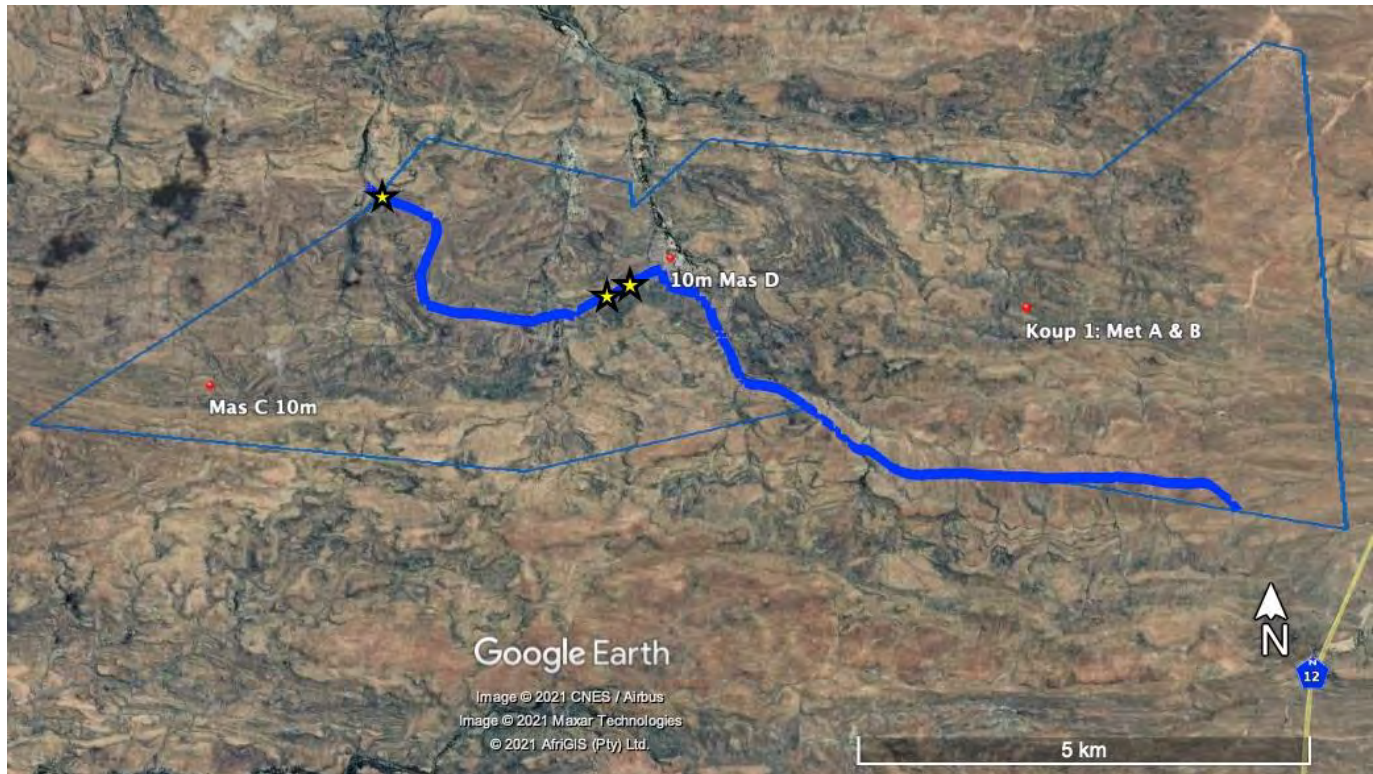 10m Mas D
Koup 1: Met A & B
Mas C 10m
N
Google Earth
N
12
Image © 2021 CNES / Airbus
Image © 2021 Maxar Technologies
© 2021 AfriGIS (Pty) Ltd.
5 km